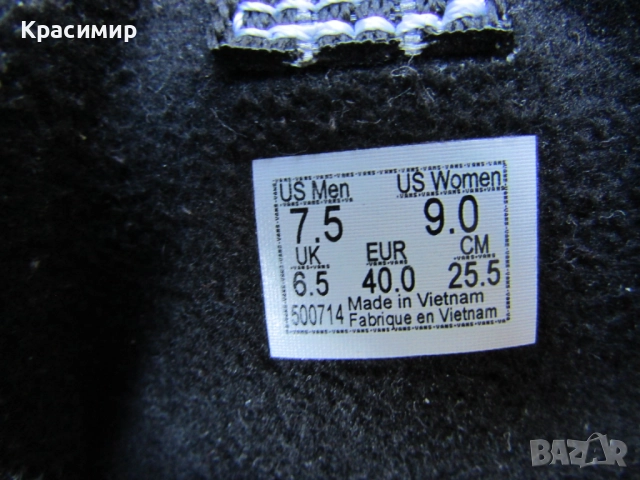 Красимир
US Men US Women
7.5 9.0
UK EUR CM
6.5 40.0 25.5
500714 Made in Vietnam
Fabrique en Vietnam
BAZAR